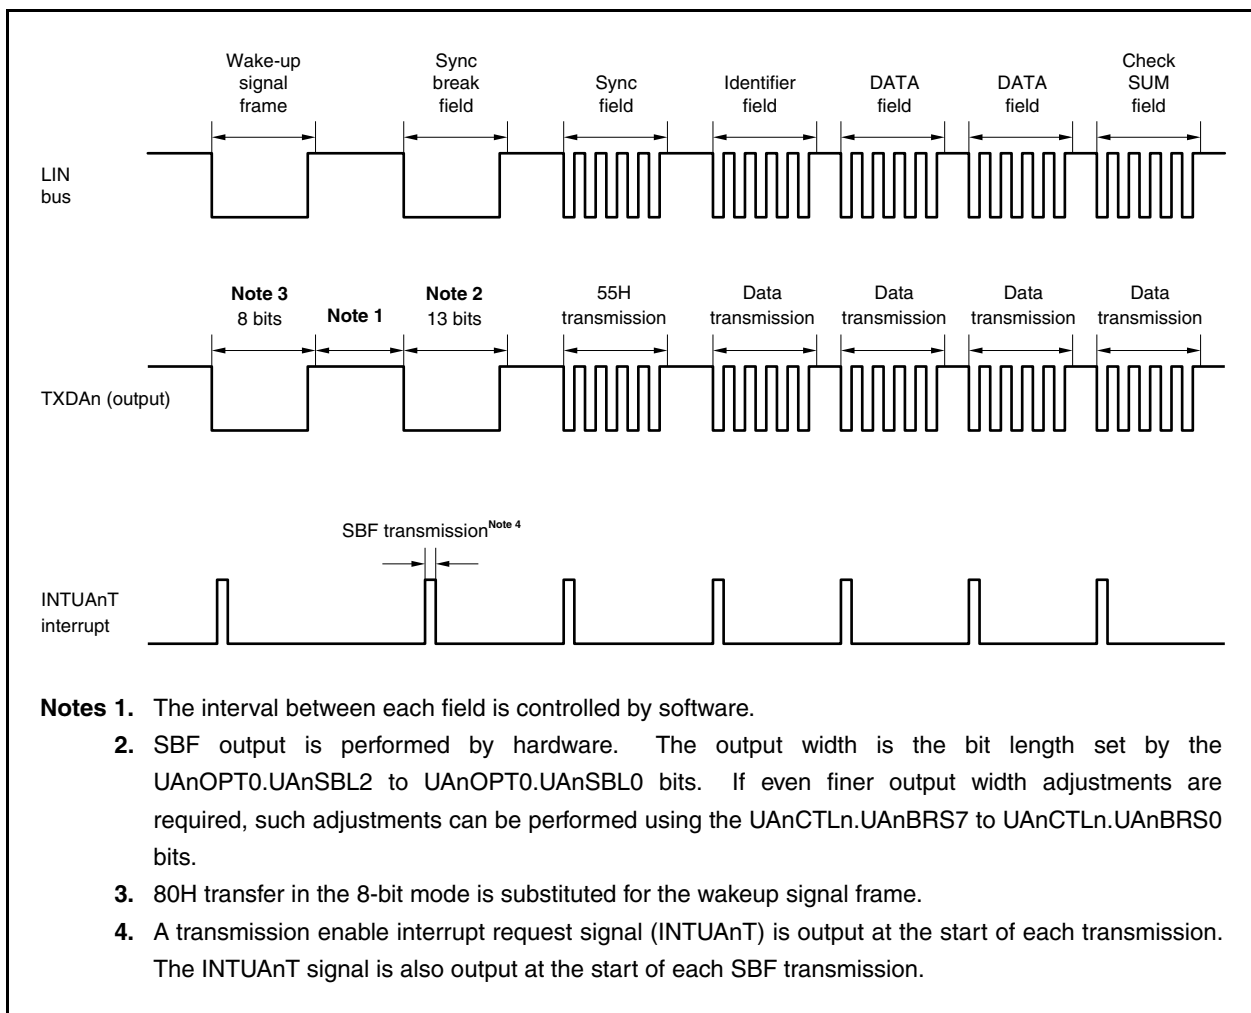 Wake-up
signal
frame
Sync
break
field
Sync
field
Identifier
field
DATA
field
DATA
field
Check
SUM
field
LIN
bus
Note 3
8 bits
Note 1
Note 2
13 bits
55H
transmission
Data
transmission
Data
transmission
Data
transmission
Data
transmission
TXDAn (output)
SBF transmission Note 4
INTUAnT
interrupt
Notes 1. The interval between each field is controlled by software.
2. SBF output is performed by hardware. The output width is the bit length set by the
UAnOPT0.UAnSBL2 to UAnOPT0.UAnSBL0 bits. If even finer output width adjustments are
required, such adjustments can be performed using the UAnCTLn.UAnBRS7 to UAnCTLn.UAnBRS0
bits.
3. 80H transfer in the 8-bit mode is substituted for the wakeup signal frame.
4. A transmission enable interrupt request signal (INTUAnT) is output at the start of each transmission.
The INTUAnT signal is also output at the start of each SBF transmission.